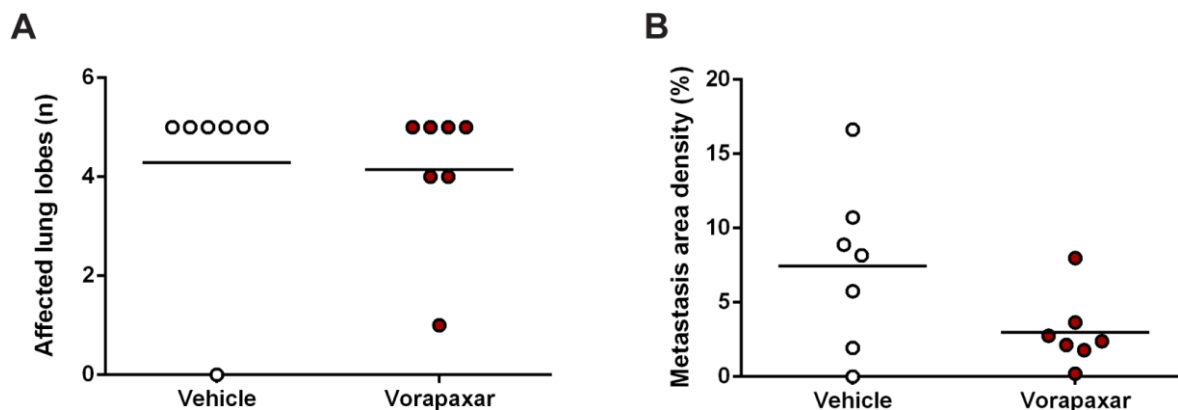 A
Affected lung lobes (n)
6
4
2
0
Vehicle
Vorapaxar
B
Metastasis area density (%)
20
15
10
5
0
Vehicle
Vorapaxar